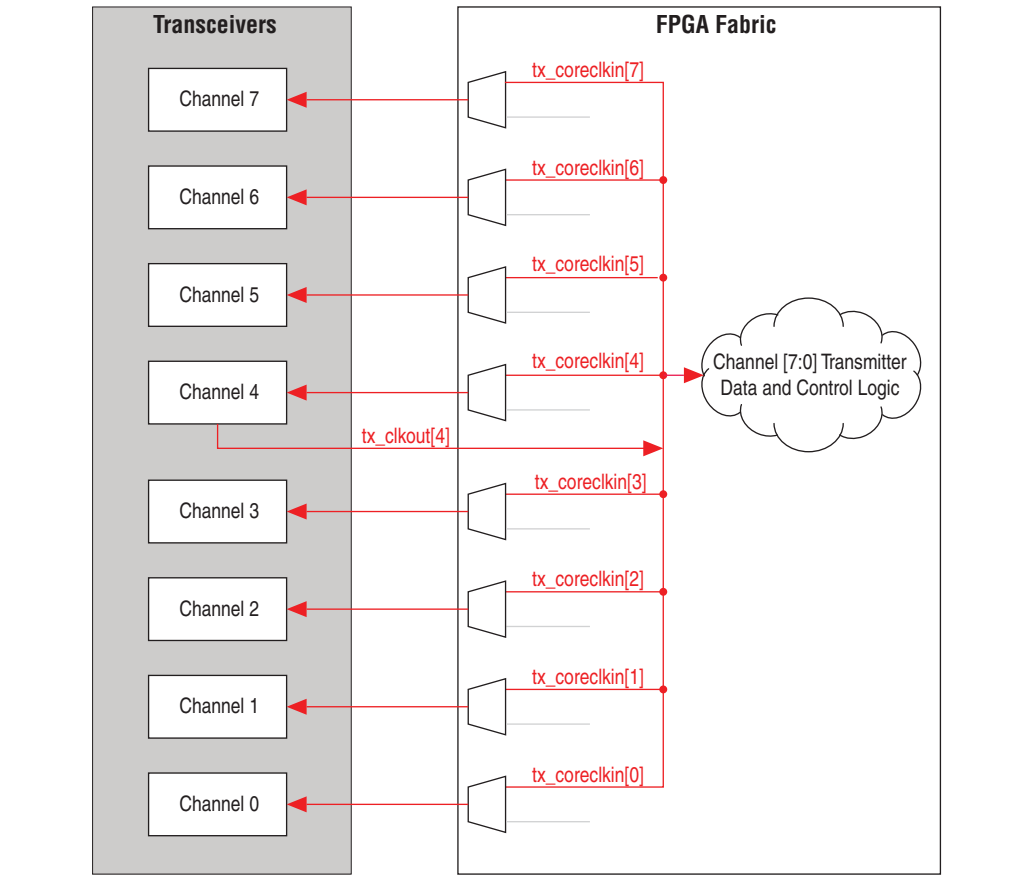 Transceivers
FPGA Fabric
Channel 7
tx_coreclkin[7]
Channel 6
tx_coreclkin[6]
Channel 5
tx_coreclkin[5]
Channel 4
tx_coreclkin[4]
Channel [7:0] Transmitter
Data and Control Logic
tx_clkout[4]
Channel 3
tx_coreclkin[3]
Channel 2
tx_coreclkin[2]
Channel 1
tx_coreclkin[1]
Channel 0
tx_coreclkin[0]